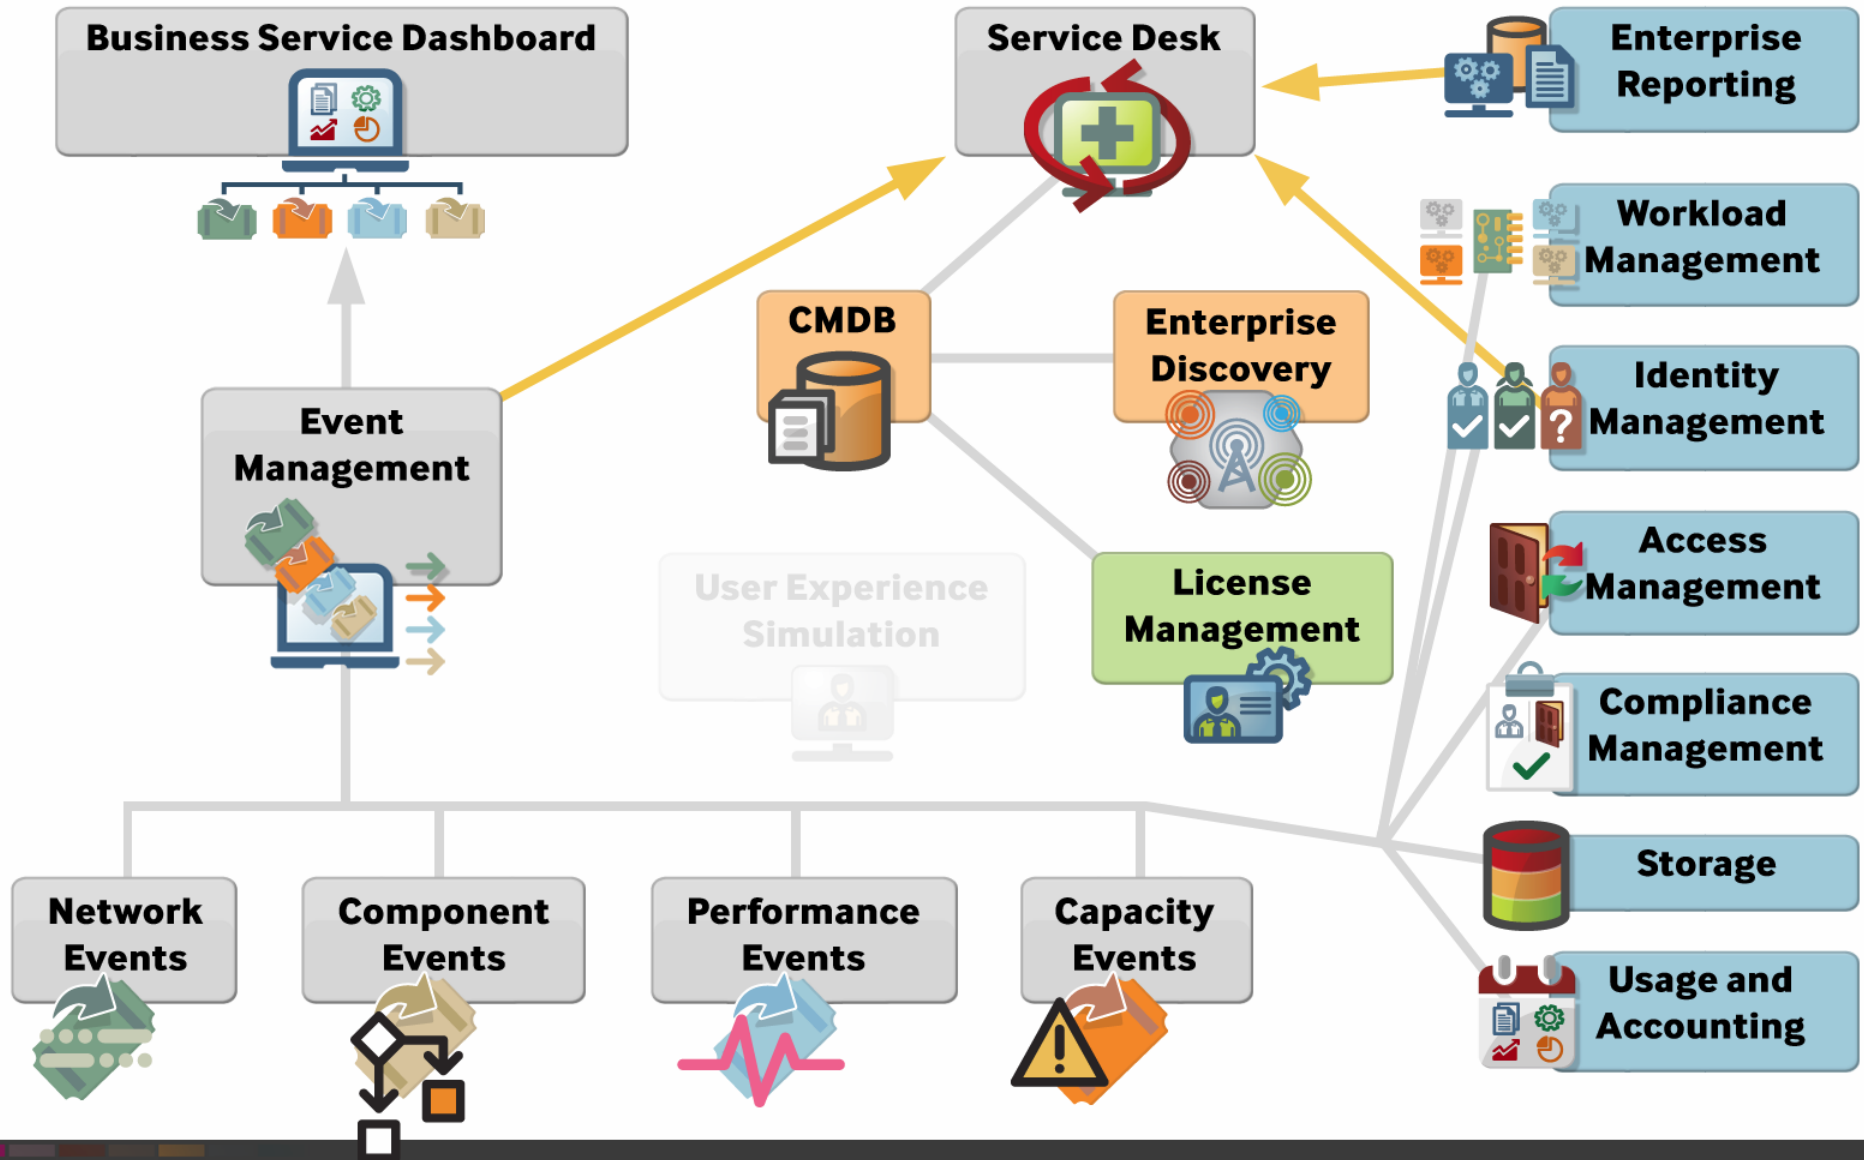 Business Service Dashboard
Service Desk
Enterprise
Reporting
Workload
Management
CMDB
Enterprise
Discovery
Identity
Management
?
Event
Management
Access
Management
User Experience
Simulation
License
Management
Compliance
Management
Storage
Network
Events
Component
Events
Performance
Events
Capacity
Events
Usage and
Accounting